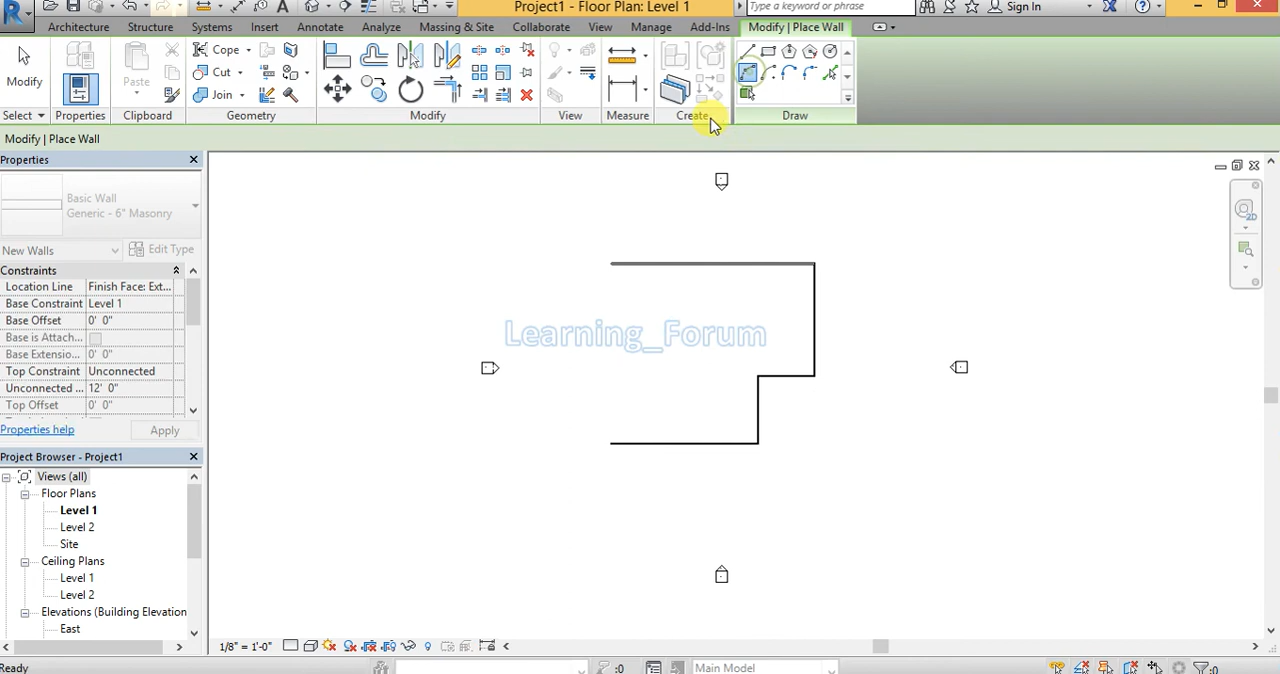 Project1 - Floor Plan: Level 1
Type a keyword or phrase
Sign In
Architecture Structure Systems Insert Annotate Analyze Massing & Site Collaborate View Manage Add-Ins Modify | Place Wall
Modify
Paste
Cope
Cut
Join
Select Properties Clipboard Geometry Modify View Measure Create Draw
Modify | Place Wall
Properties
Basic Wall
Generic - 6" Masonry
New Walls Edit Type
Constraints
Location Line Finish Face: Ext...
Base Constraint Level 1
Base Offset 0' 0"
Base is Attach...
Base Extensio... 0' 0"
Top Constraint Unconnected
Unconnected ... 12' 0"
Top Offset 0' 0"
Properties help Apply
Project Browser - Project1
Views (all)
Floor Plans
Level 1
Level 2
Site
Ceiling Plans
Level 1
Level 2
Elevations (Building Elevation
East
Learning_Forum
2D
1/8" = 1'-0"
Ready
:0
Main Model
:0